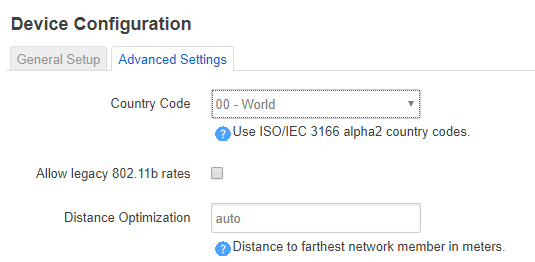 Device Configuration
General Setup
Advanced Settings
Country Code
00 - World
Use ISO/IEC 3166 alpha2 country codes.
Allow legacy 802.11b rates
Distance Optimization
auto
Distance to farthest network member in meters.